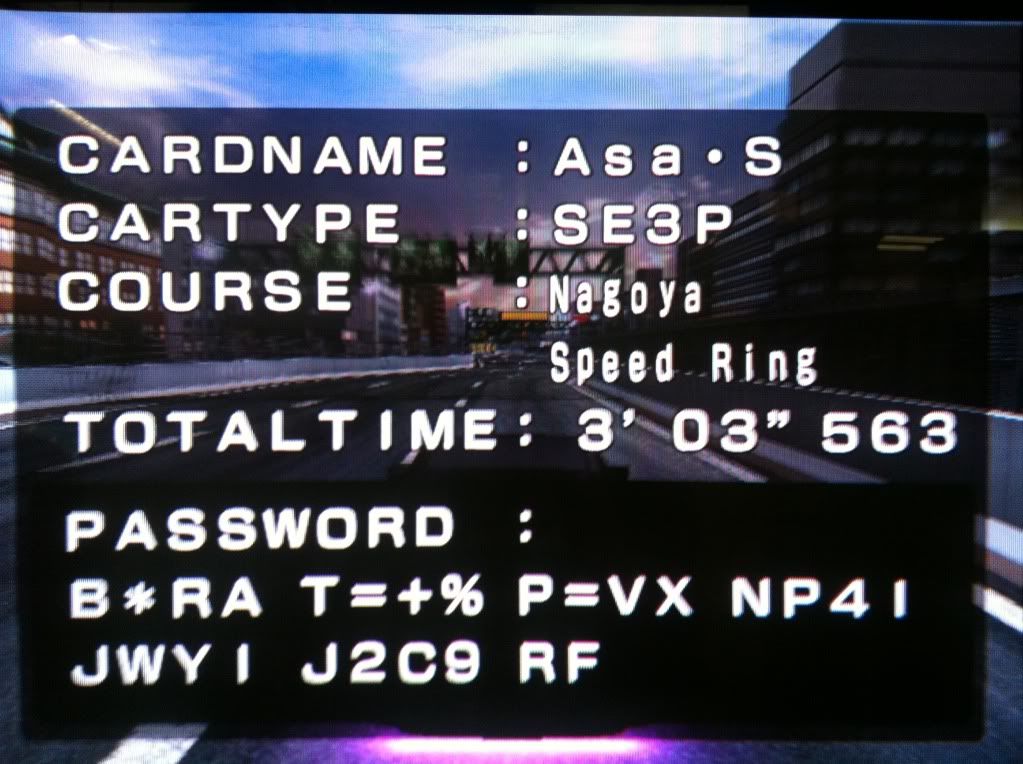 CARDNAME : Asa・S
CARTYPE : SE3P
COURSE : Nagoya
Speed Ring
TOTALTIME : 3' 03" 563
PASSWORD :
B*RA T=+% P=VX NP4I
JWYI J2C9 RF